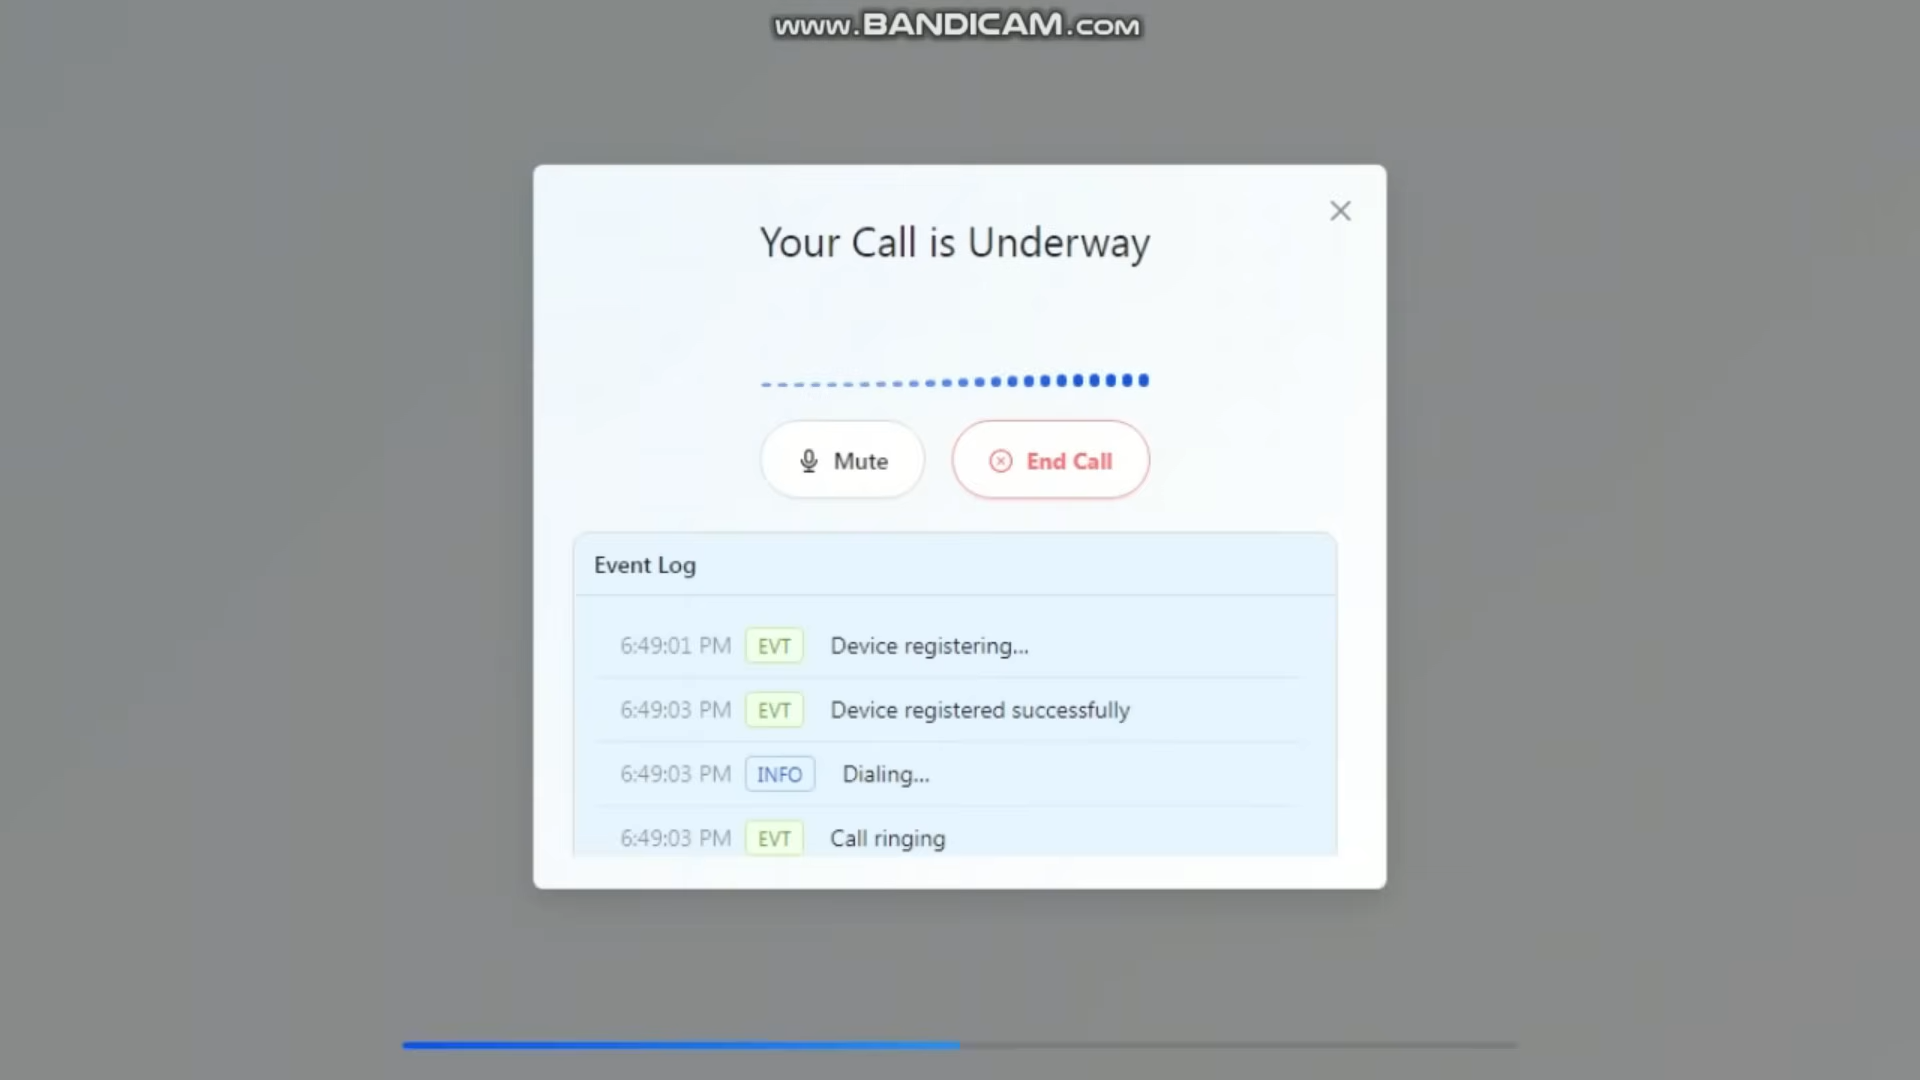 www.BANDICAM.com
Your Call is Underway
Mute
End Call
Event Log
6:49:01 PM EVT Device registering...
6:49:03 PM EVT Device registered successfully
6:49:03 PM INFO Dialing...
6:49:03 PM EVT Call ringing